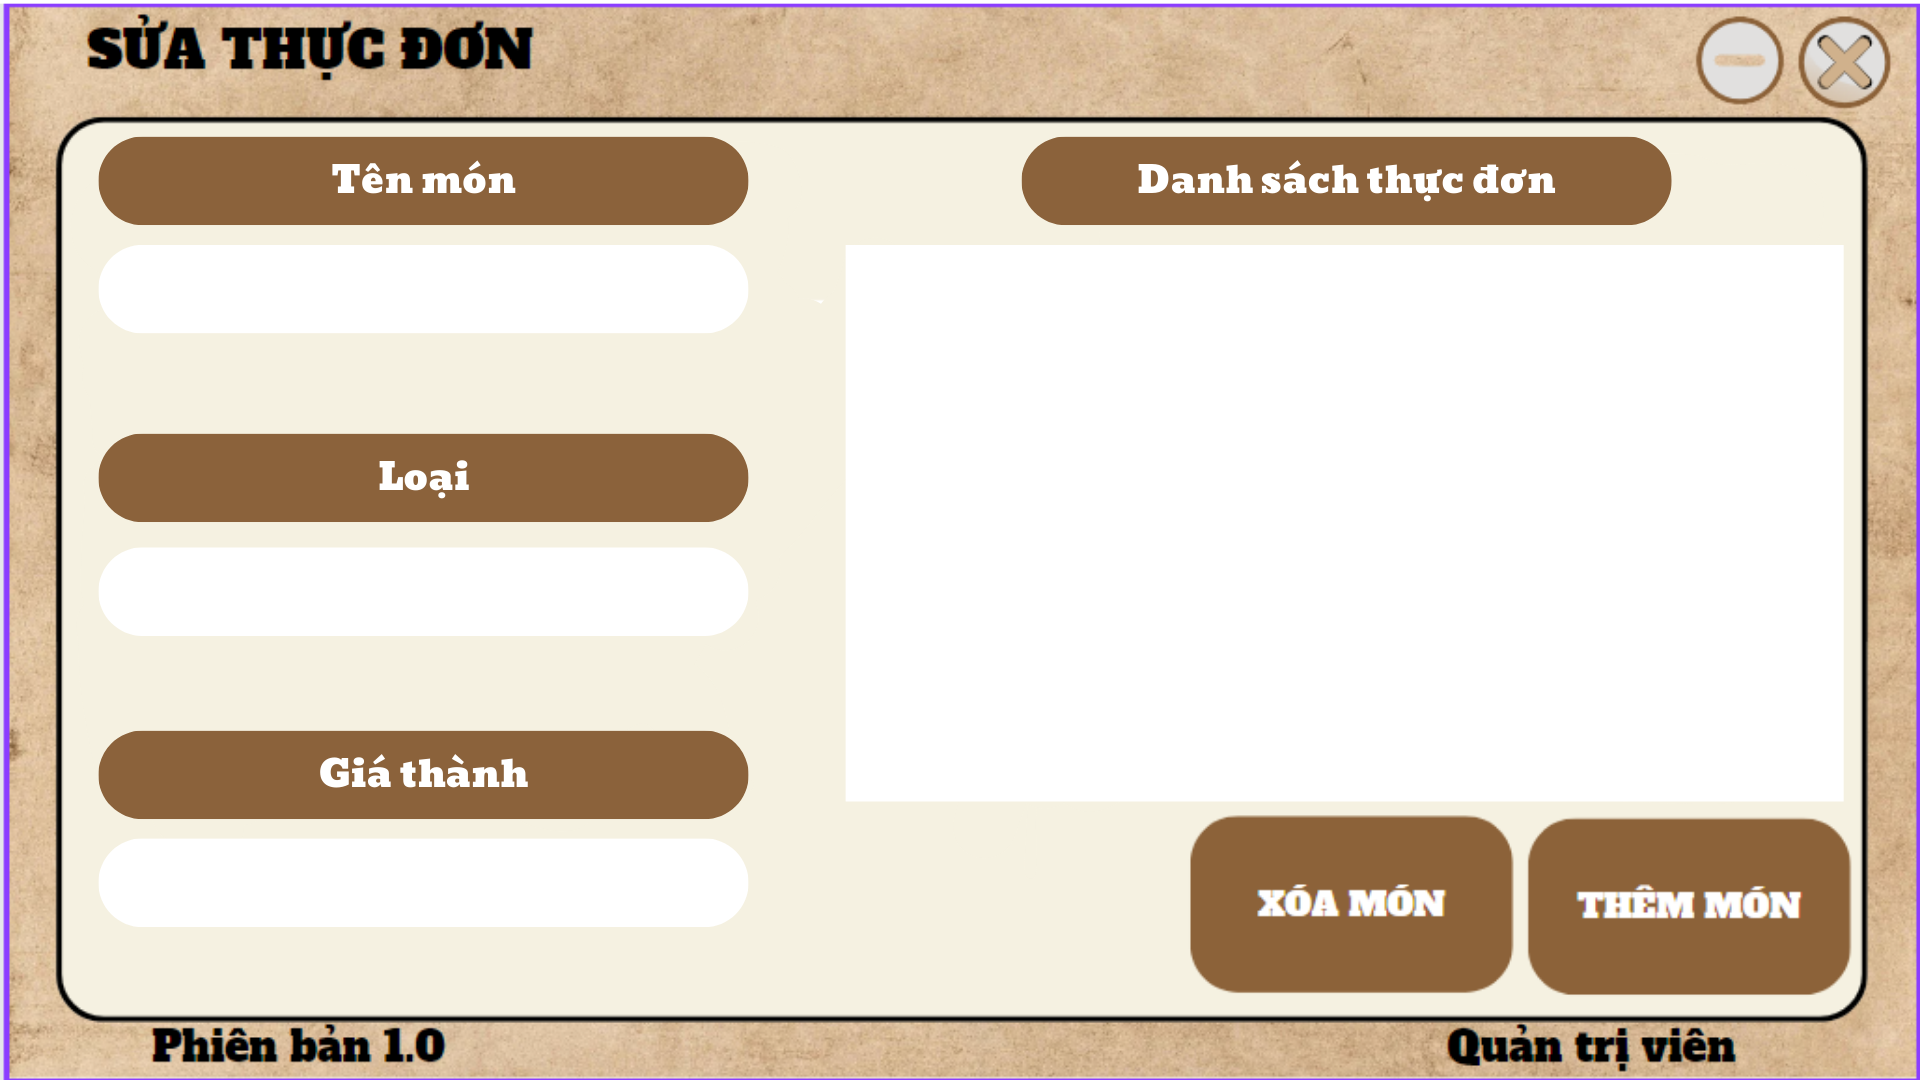 SỬA THỰC ĐƠN
Tên món
Danh sách thực đơn
Loại
Giá thành
XÓA MÓN
THÊM MÓN
Phiên bản 1.0
Quản trị viên